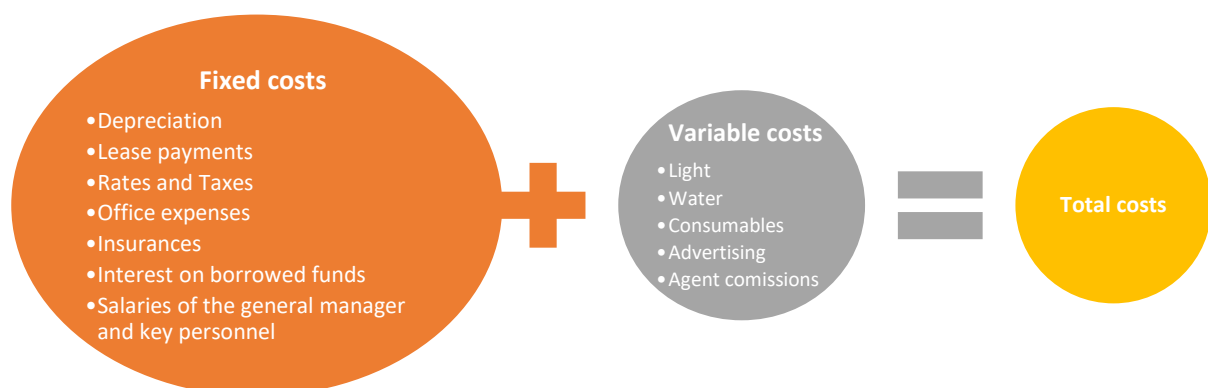 Fixed costs
•Depreciation
•Lease payments
•Rates and Taxes
•Office expenses
•Insurances
•Interest on borrowed funds
•Salaries of the general manager
and key personnel
Variable costs
•Light
•Water
•Consumables
•Advertising
•Agent comissions
Total costs